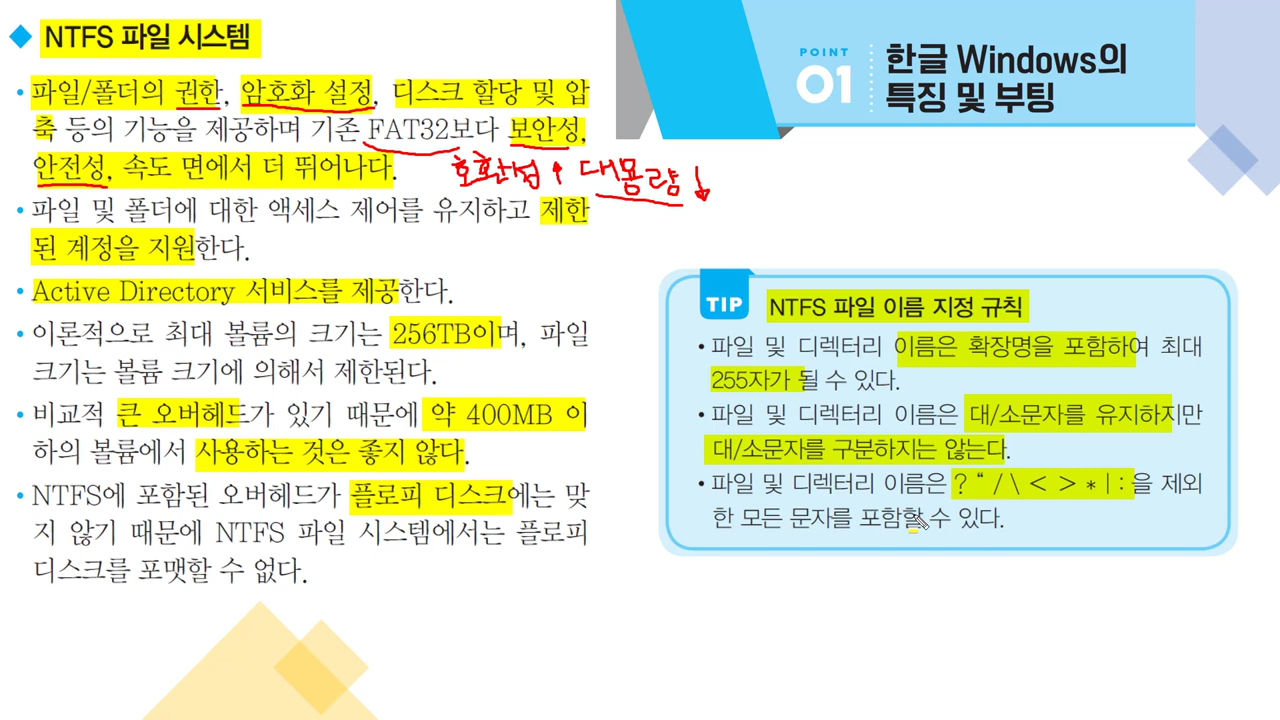 NTFS 파일 시스템
• 파일/폴더의 권한, 암호화 설정, 디스크 할당 및 압
축 등의 기능을 제공하며 기존 FAT32보다 보안성,
안전성, 속도 면에서 더 뛰어나다.
호환성↑ 대용량↓
• 파일 및 폴더에 대한 액세스 제어를 유지하고 제한
된 계정을 지원한다.
• Active Directory 서비스를 제공한다.
• 이론적으로 최대 볼륨의 크기는 256TB이며, 파일
크기는 볼륨 크기에 의해서 제한된다.
• 비교적 큰 오버헤드가 있기 때문에 약 400MB 이
하의 볼륨에서 사용하는 것은 좋지 않다.
• NTFS에 포함된 오버헤드가 플로피 디스크에는 맞
지 않기 때문에 NTFS 파일 시스템에서는 플로피
디스크를 포맷할 수 없다.
POINT
01
한글 Windows의
특징 및 부팅
TIP
NTFS 파일 이름 지정 규칙
• 파일 및 디렉터리 이름은 확장명을 포함하여 최대
255자가 될 수 있다.
• 파일 및 디렉터리 이름은 대/소문자를 유지하지만
대/소문자를 구분하지는 않는다.
• 파일 및 디렉터리 이름은 ? “ / \ < > * | : 을 제외
한 모든 문자를 포함할 수 있다.